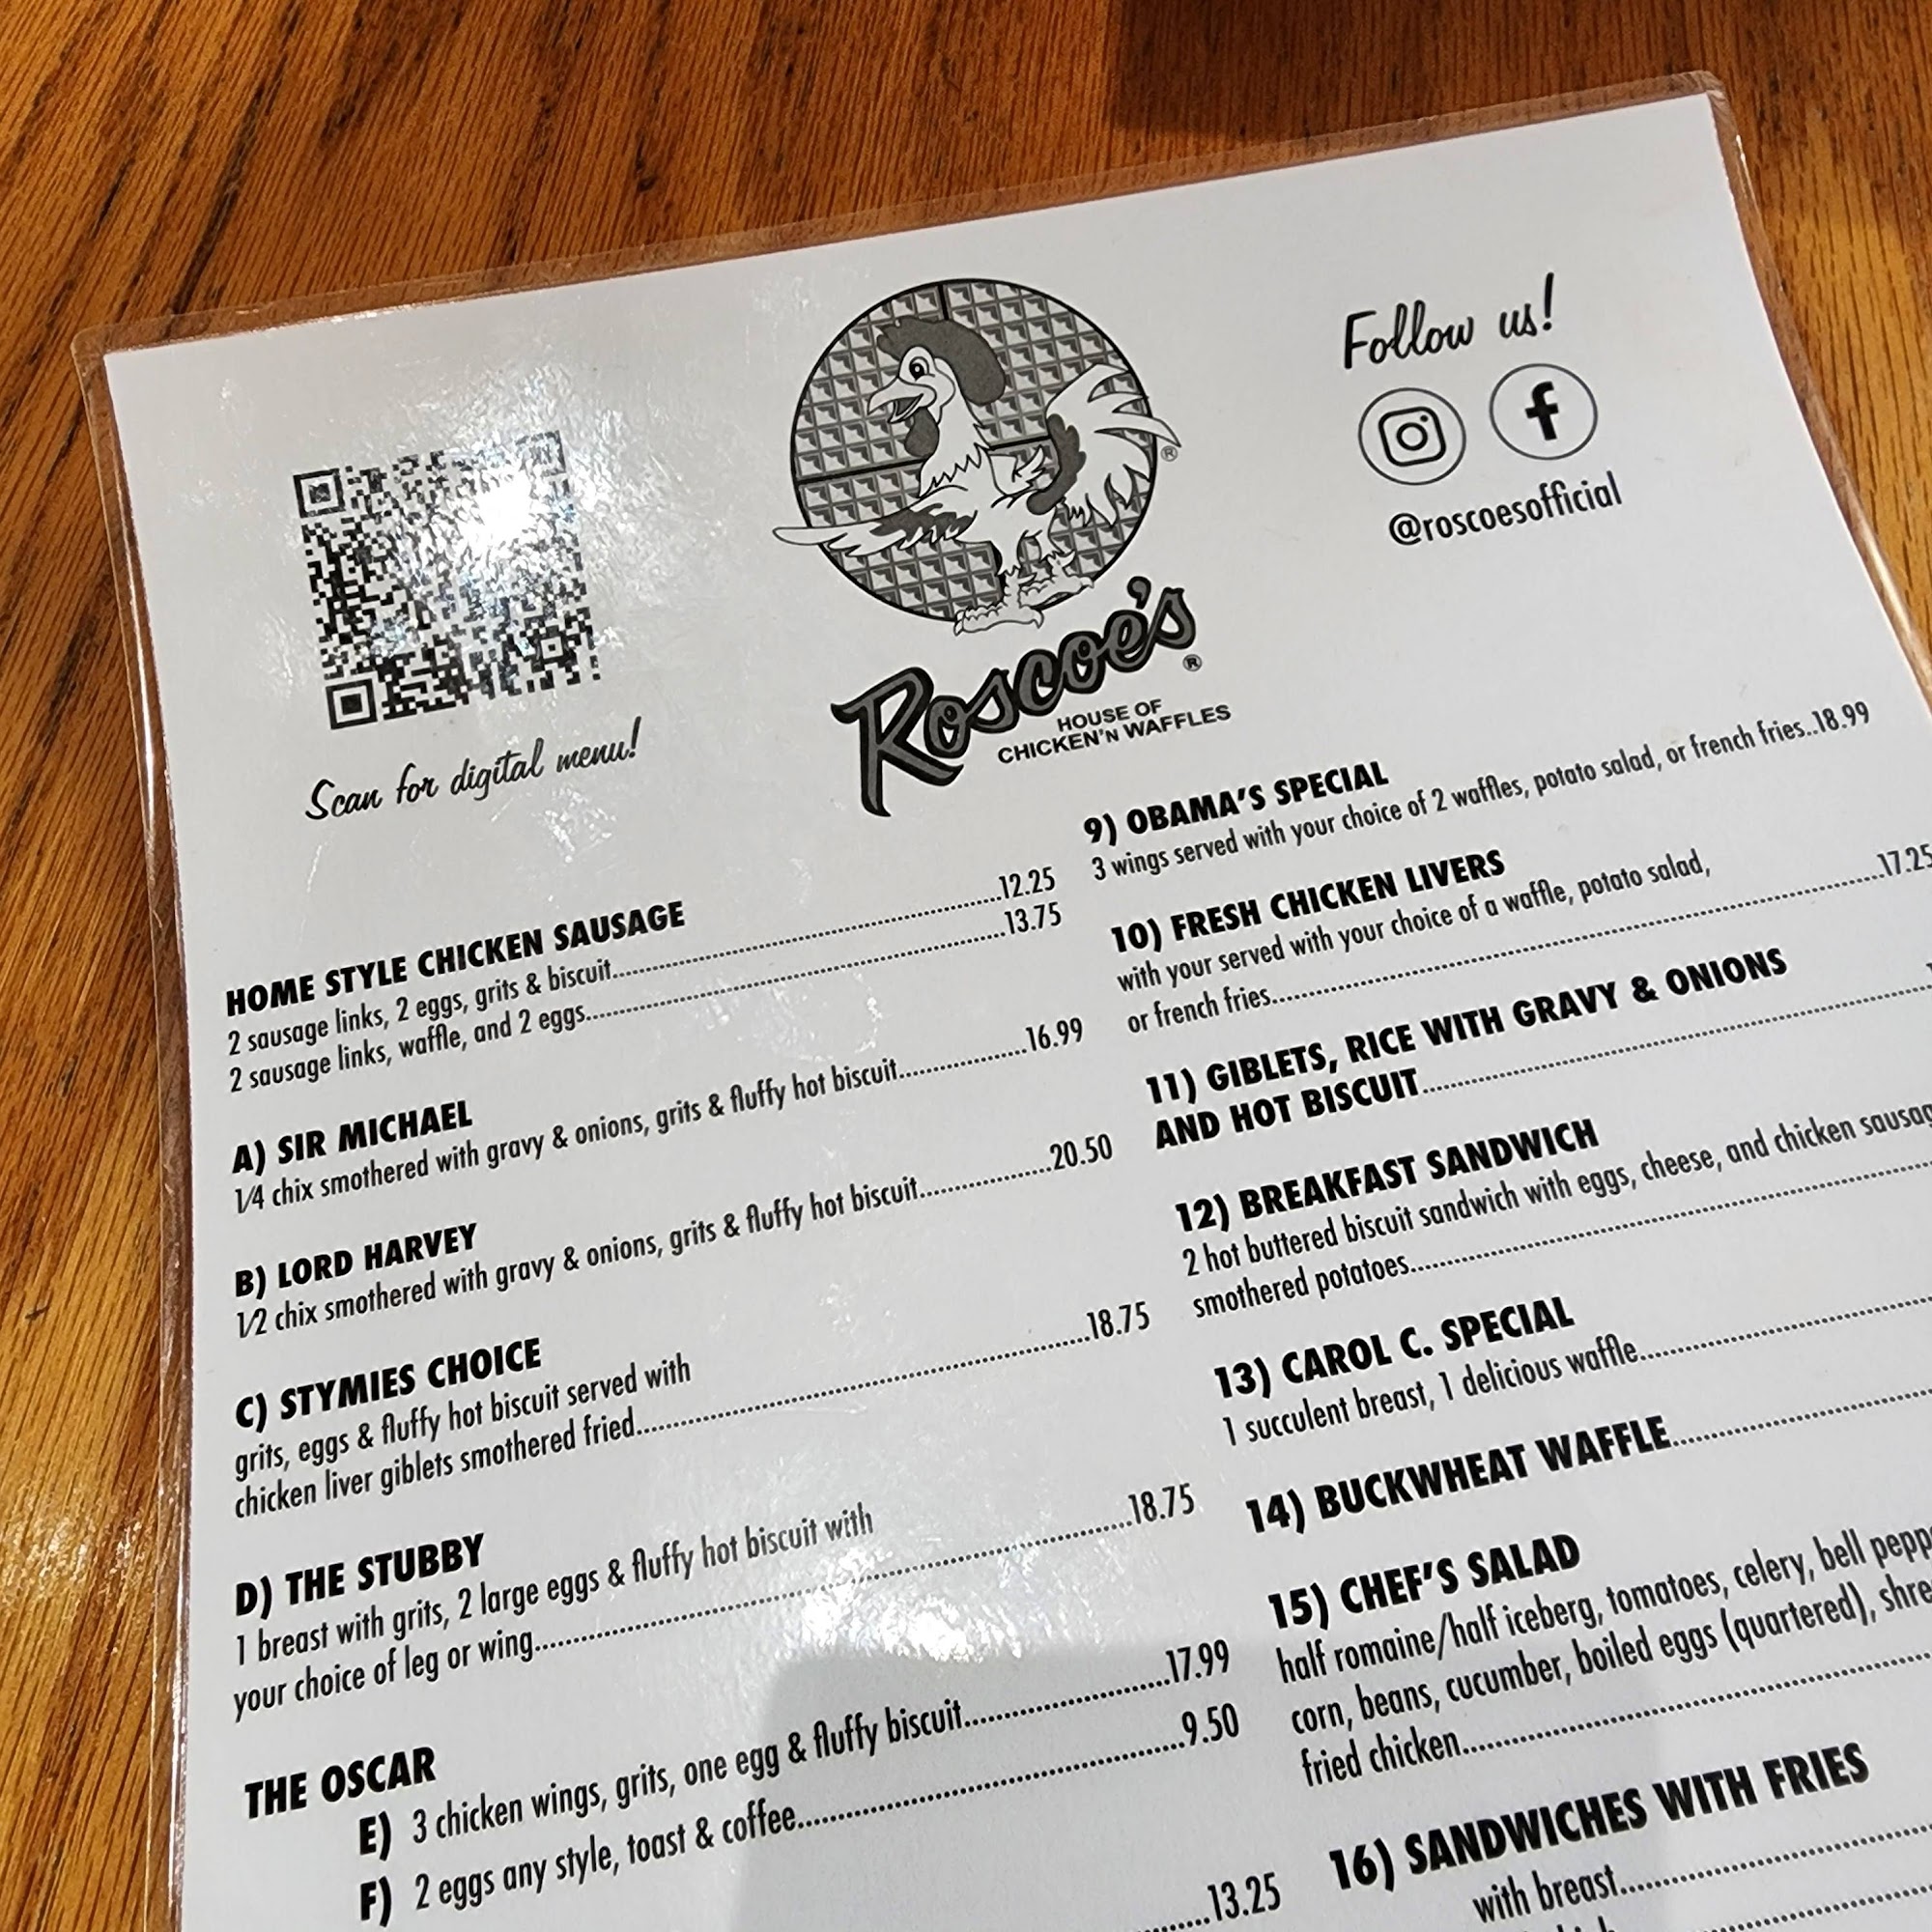 Follow us!
@roscoesofficial
Scan for digital menu!
Roscoe's®
HOUSE OF
CHICKEN'N WAFFLES
HOME STYLE CHICKEN SAUSAGE
2 sausage links, 2 eggs, grits & biscuit..........12.25
2 sausage links, waffle, and 2 eggs..........13.75
A) SIR MICHAEL
1/4 chix smothered with gravy & onions, grits & fluffy hot biscuit..........16.99
B) LORD HARVEY
1/2 chix smothered with gravy & onions, grits & fluffy hot biscuit..........20.50
C) STYMIES CHOICE
grits, eggs & fluffy hot biscuit served with
chicken liver giblets smothered fried..........18.75
D) THE STUBBY
1 breast with grits, 2 large eggs & fluffy hot biscuit with
your choice of leg or wing..........18.75
THE OSCAR
E) 3 chicken wings, grits, one egg & fluffy biscuit..........17.99
F) 2 eggs any style, toast & coffee..........9.50
..........13.25
9) OBAMA'S SPECIAL
3 wings served with your choice of 2 waffles, potato salad, or french fries..18.99
10) FRESH CHICKEN LIVERS
with your served with your choice of a waffle, potato salad,
or french fries..........17.25
11) GIBLETS, RICE WITH GRAVY & ONIONS
AND HOT BISCUIT..........
12) BREAKFAST SANDWICH
2 hot buttered biscuit sandwich with eggs, cheese, and chicken sausag
smothered potatoes..........
13) CAROL C. SPECIAL
1 succulent breast, 1 delicious waffle..........
14) BUCKWHEAT WAFFLE..........
15) CHEF'S SALAD
half romaine/half iceberg, tomatoes, celery, bell pepp
corn, beans, cucumber, boiled eggs (quartered), shre
fried chicken..........
16) SANDWICHES WITH FRIES
with breast..........